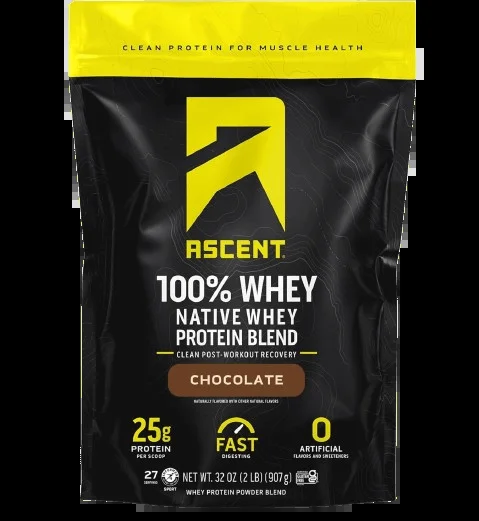 CLEAN PROTEIN FOR MUSCLE HEALTH
ASCENT®
100% WHEY
NATIVE WHEY
PROTEIN BLEND
CLEAN POST-WORKOUT RECOVERY
CHOCOLATE
NATURALLY FLAVORED WITH OTHER NATURAL FLAVORS
25g FAST 0
PROTEIN DIGESTING ARTIFICIAL
PER SCOOP FLAVORS AND SWEETENERS
27 NET WT. 32 OZ (2 LB) (907g)
SERVINGS SPORT
WHEY PROTEIN POWDER BLEND